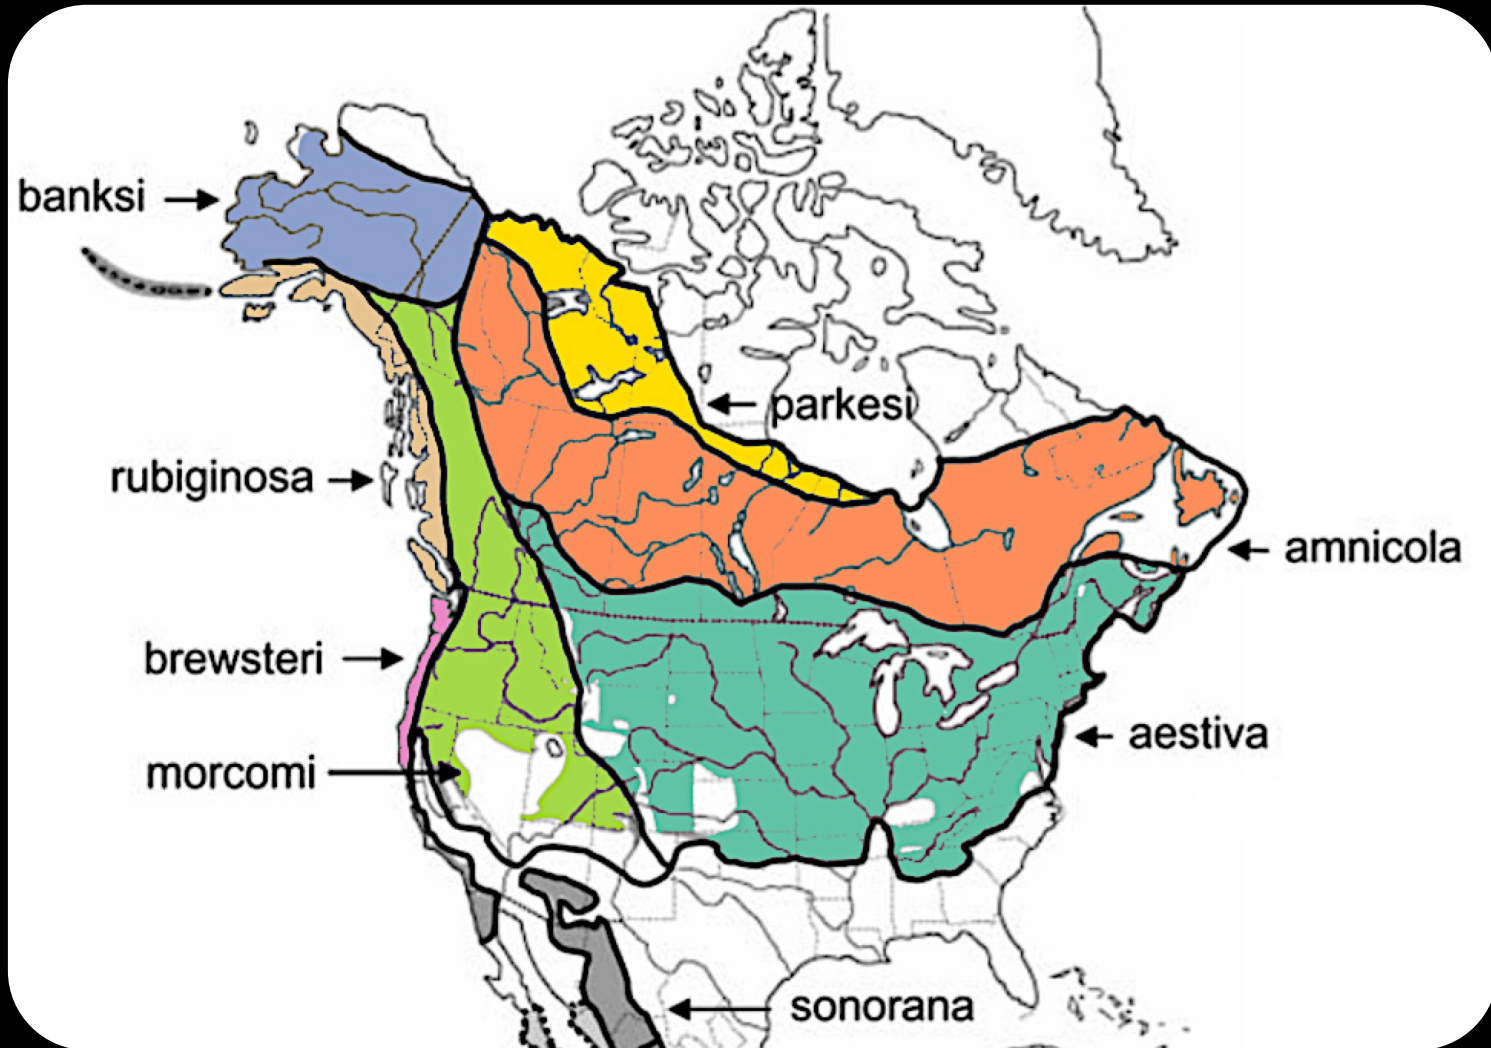 banksi
parkesi
rubiginosa
amnicola
brewsteri
aestiva
morcomi
sonorana